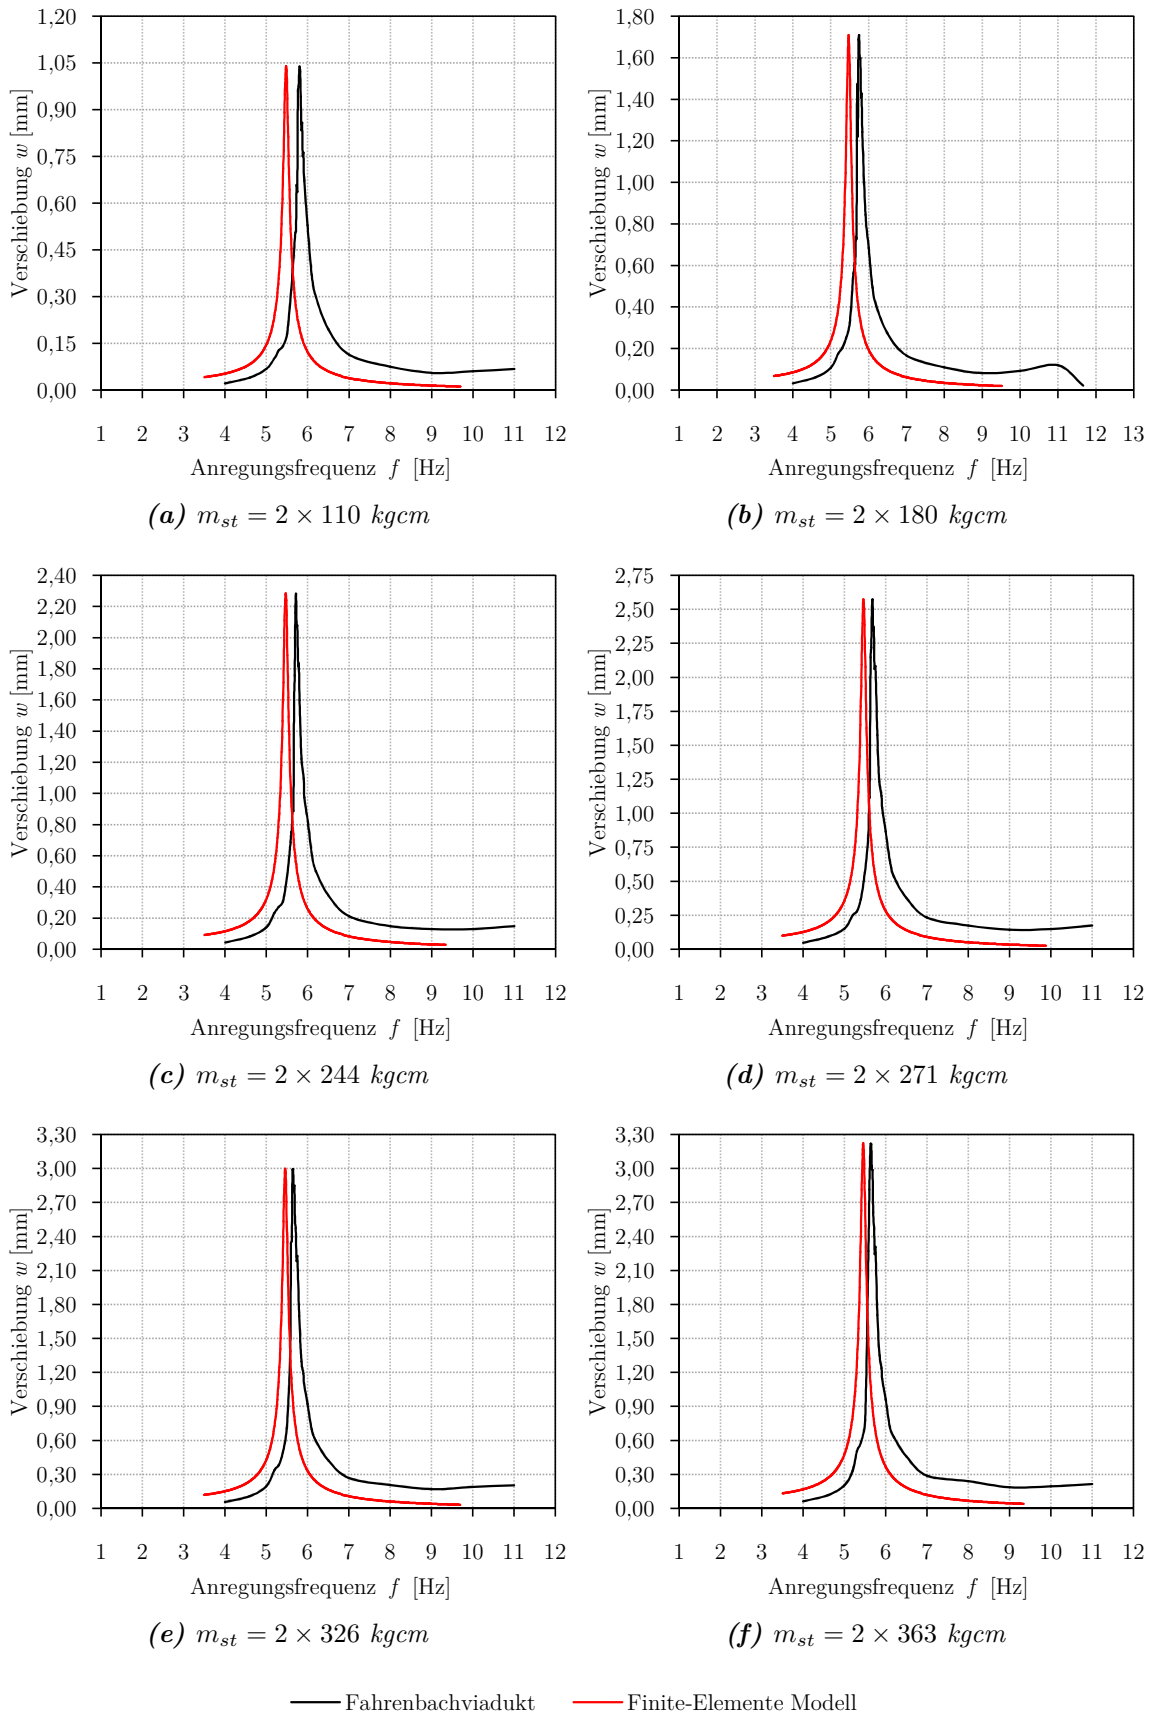 1,20
1,05
0,90
0,75
0,60
0,45
0,30
0,15
0,00
Verschiebung w [mm]
1 2 3 4 5 6 7 8 9 10 11 12
Anregungsfrequenz f [Hz]
(a) m_st = 2 × 110 kgcm
1,80
1,60
1,40
1,20
1,00
0,80
0,60
0,40
0,20
0,00
Verschiebung w [mm]
1 2 3 4 5 6 7 8 9 10 11 12 13
Anregungsfrequenz f [Hz]
(b) m_st = 2 × 180 kgcm
2,40
2,20
2,00
1,80
1,60
1,40
1,20
1,00
0,80
0,60
0,40
0,20
0,00
Verschiebung w [mm]
1 2 3 4 5 6 7 8 9 10 11 12
Anregungsfrequenz f [Hz]
(c) m_st = 2 × 244 kgcm
2,75
2,50
2,25
2,00
1,75
1,50
1,25
1,00
0,75
0,50
0,25
0,00
Verschiebung w [mm]
1 2 3 4 5 6 7 8 9 10 11 12
Anregungsfrequenz f [Hz]
(d) m_st = 2 × 271 kgcm
3,30
3,00
2,70
2,40
2,10
1,80
1,50
1,20
0,90
0,60
0,30
0,00
Verschiebung w [mm]
1 2 3 4 5 6 7 8 9 10 11 12
Anregungsfrequenz f [Hz]
(e) m_st = 2 × 326 kgcm
3,30
3,00
2,70
2,40
2,10
1,80
1,50
1,20
0,90
0,60
0,30
0,00
Verschiebung w [mm]
1 2 3 4 5 6 7 8 9 10 11 12
Anregungsfrequenz f [Hz]
(f) m_st = 2 × 363 kgcm
Fahrenbachviadukt Finite-Elemente Modell